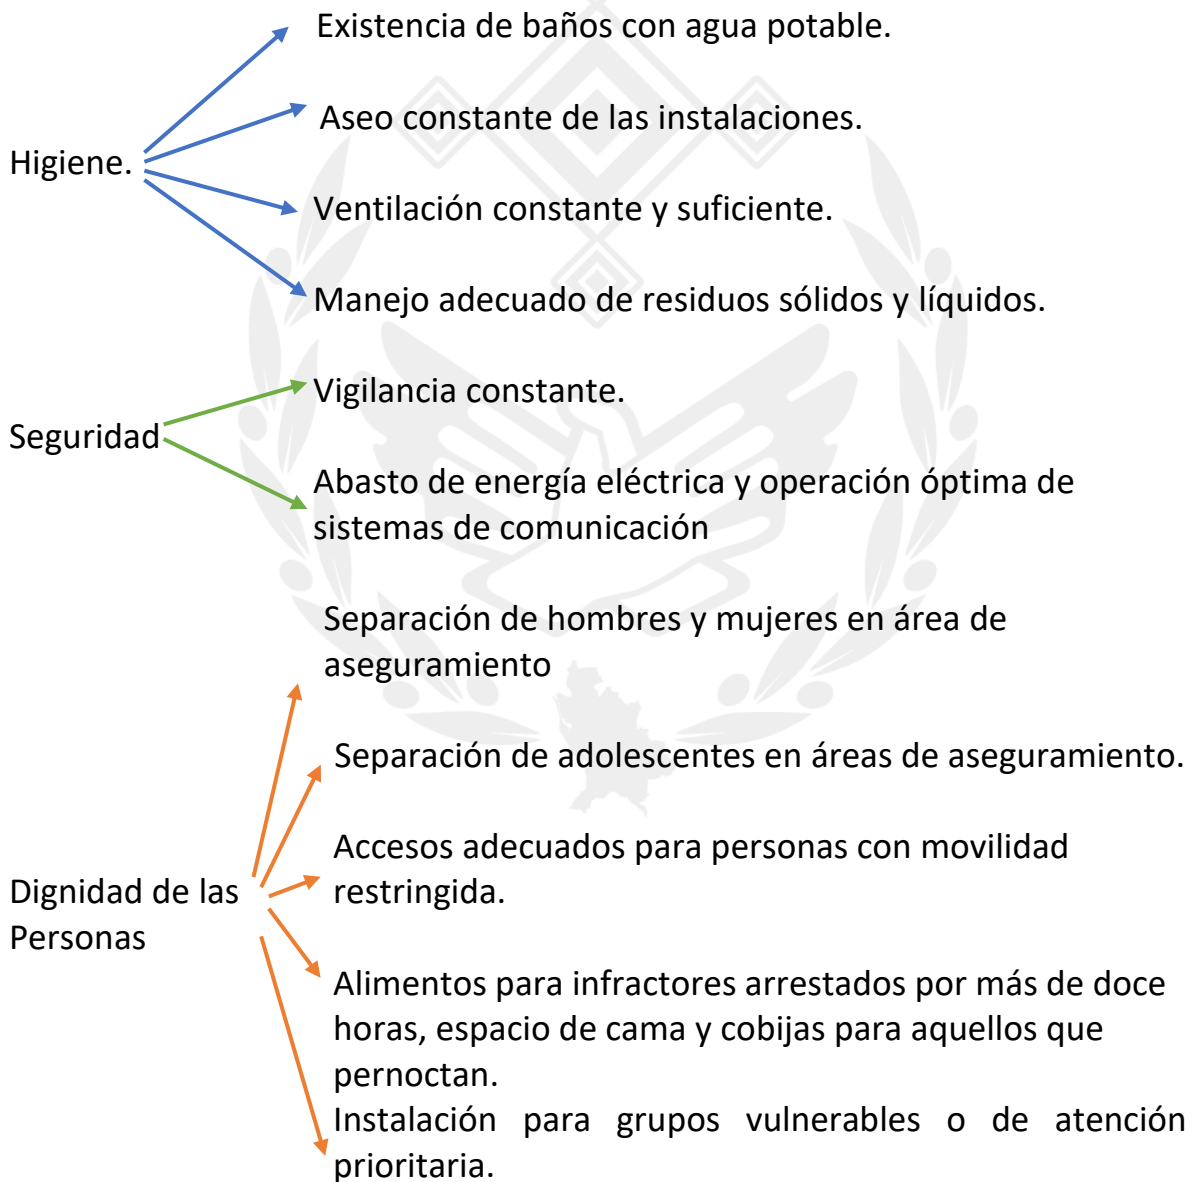 Existencia de baños con agua potable.
Aseo constante de las instalaciones.
Higiene.
Ventilación constante y suficiente.
Manejo adecuado de residuos sólidos y líquidos.
Vigilancia constante.
Seguridad
Abasto de energía eléctrica y operación óptima de
sistemas de comunicación
Separación de hombres y mujeres en área de
aseguramiento
Separación de adolescentes en áreas de aseguramiento.
Accesos adecuados para personas con movilidad
restringida.
Dignidad de las
Personas
Alimentos para infractores arrestados por más de doce
horas, espacio de cama y cobijas para aquellos que
pernoctan.
Instalación para grupos vulnerables o de atención
prioritaria.